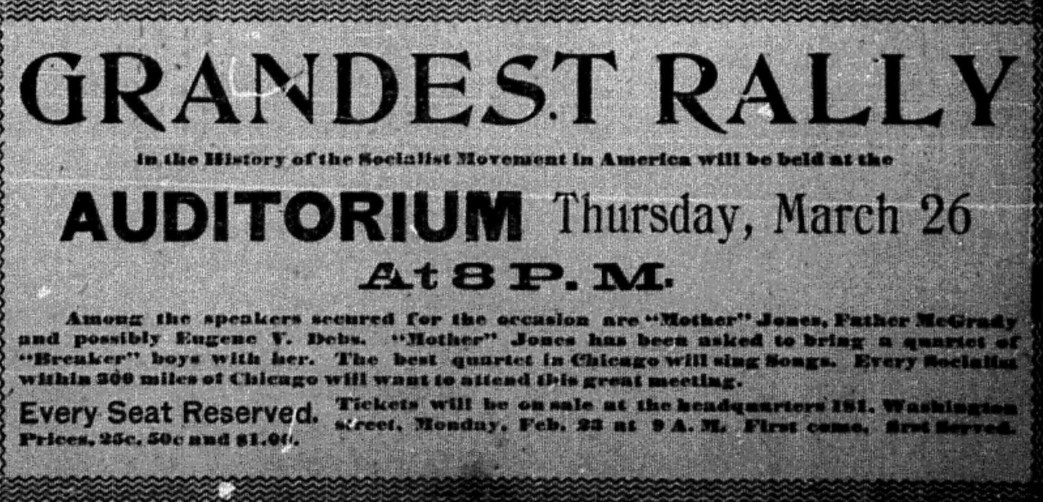 GRANDEST RALLY
in the History of the Socialist Movement in America will be held at the
AUDITORIUM Thursday, March 26
At 8 P. M.
Among the speakers secured for the occasion are “Mother” Jones, Father McGrady
and possibly Eugene V. Debs. “Mother” Jones has been asked to bring a quartet of
“Breaker” boys with her. The best quartet in Chicago will sing Songs. Every Socialist
within 200 miles of Chicago will want to attend this great meeting.
Every Seat Reserved.
Prices, 25c, 50c and $1.00.
Tickets will be on sale at the headquarters 181. Washington
street, Monday, Feb. 23 at 9 A. M. First come, first served.